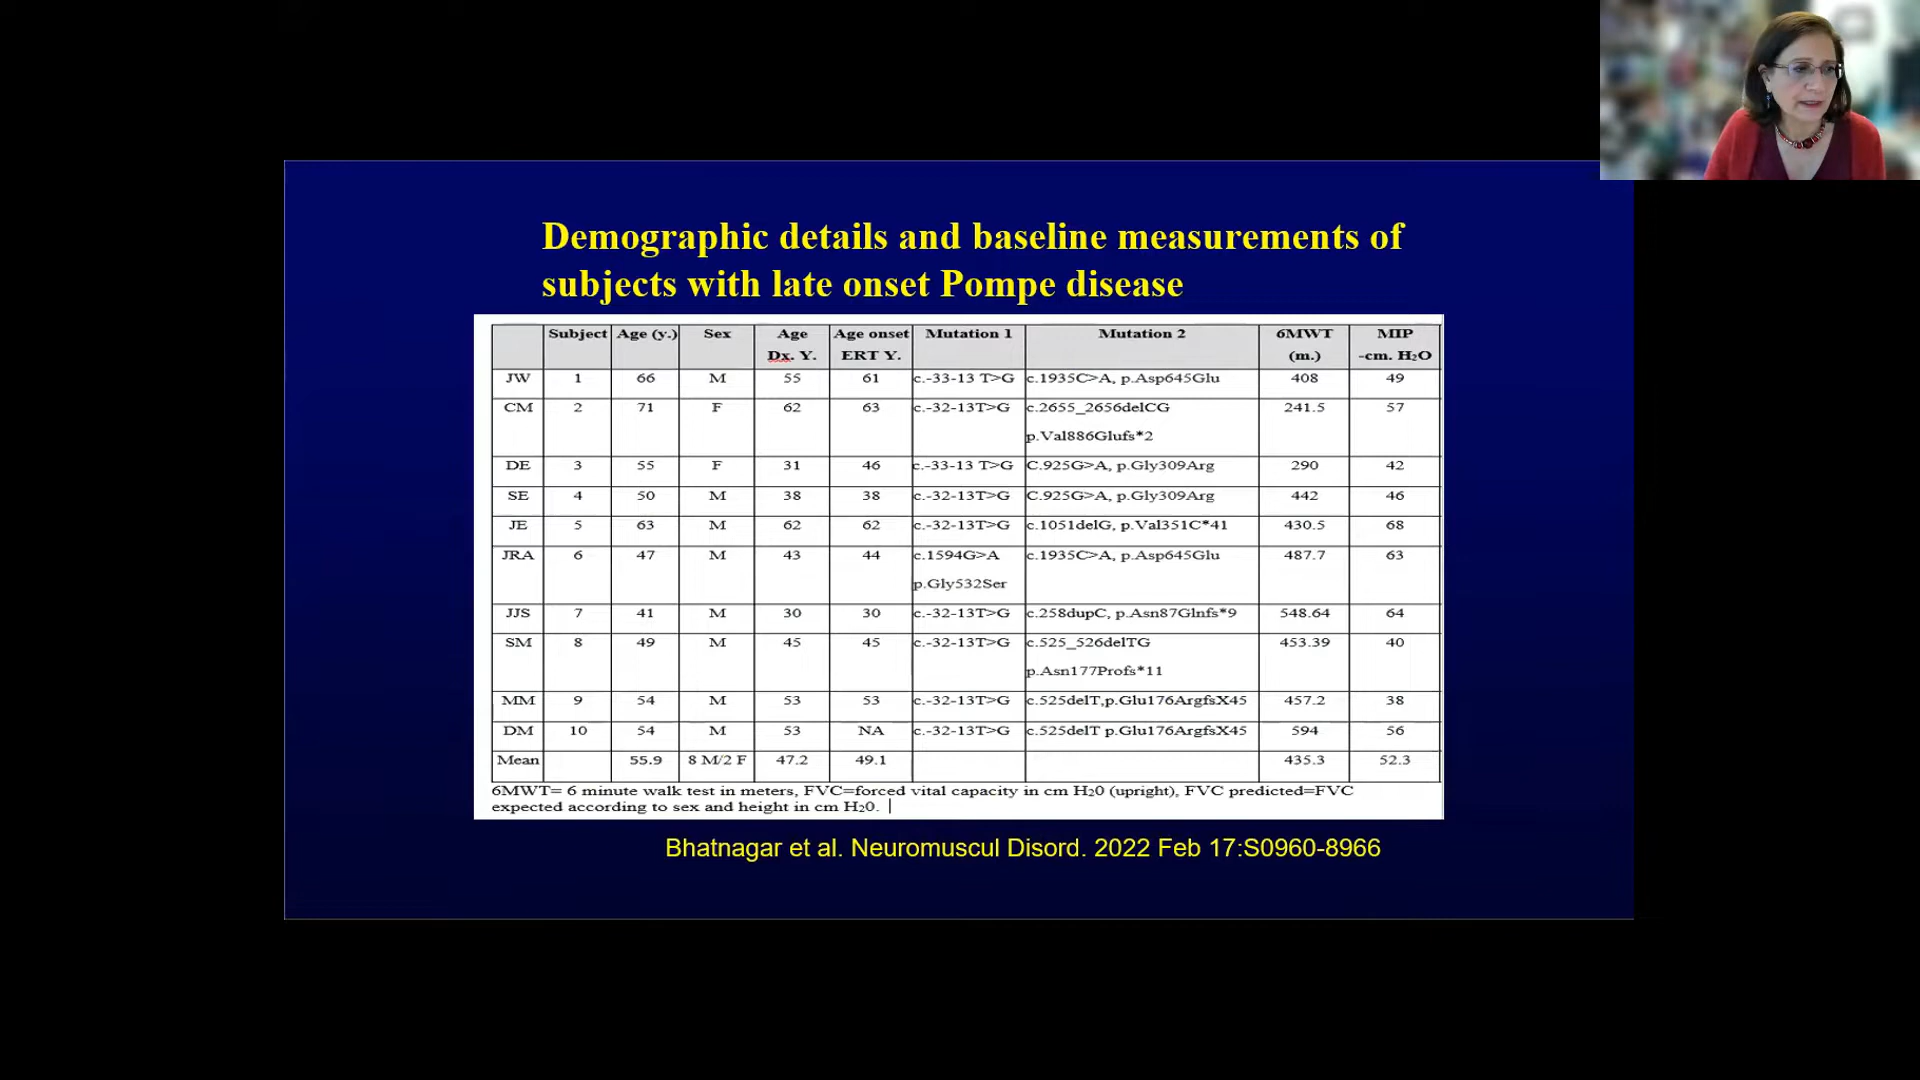 Demographic details and baseline measurements of
subjects with late onset Pompe disease
Subject Age (y.) Sex Age Dx. Y. Age onset ERT Y. Mutation 1 Mutation 2 6MWT (m.) MIP -cm. H₂O
JW 1 66 M 55 61 c.-33-13 T>G c.1935C>A, p.Asp645Glu 408 49
CM 2 71 F 62 63 c.-32-13T>G c.2655_2656delCG 241.5 57
p.Val886Glufs*2
DE 3 55 F 31 46 c.-33-13 T>G C.925G>A, p.Gly309Arg 290 42
SE 4 50 M 38 38 c.-32-13T>G C.925G>A, p.Gly309Arg 442 46
JE 5 63 M 62 62 c.-32-13T>G c.1051delG, p.Val351C*41 430.5 68
JRA 6 47 M 43 44 c.1594G>A c.1935C>A, p.Asp645Glu 487.7 63
p.Gly532Ser
JJS 7 41 M 30 30 c.-32-13T>G c.258dupC, p.Asn87Glnfs*9 548.64 64
SM 8 49 M 45 45 c.-32-13T>G c.525_526delTG 453.39 40
p.Asn177Profs*11
MM 9 54 M 53 53 c.-32-13T>G c.525delT,p.Glu176ArgfsX45 457.2 38
DM 10 54 M 53 NA c.-32-13T>G c.525delT p.Glu176ArgfsX45 594 56
Mean 55.9 8 M/2 F 47.2 49.1 435.3 52.3
6MWT= 6 minute walk test in meters, FVC=forced vital capacity in cm H₂0 (upright), FVC predicted=FVC
expected according to sex and height in cm H₂0.
Bhatnagar et al. Neuromuscul Disord. 2022 Feb 17:S0960-8966